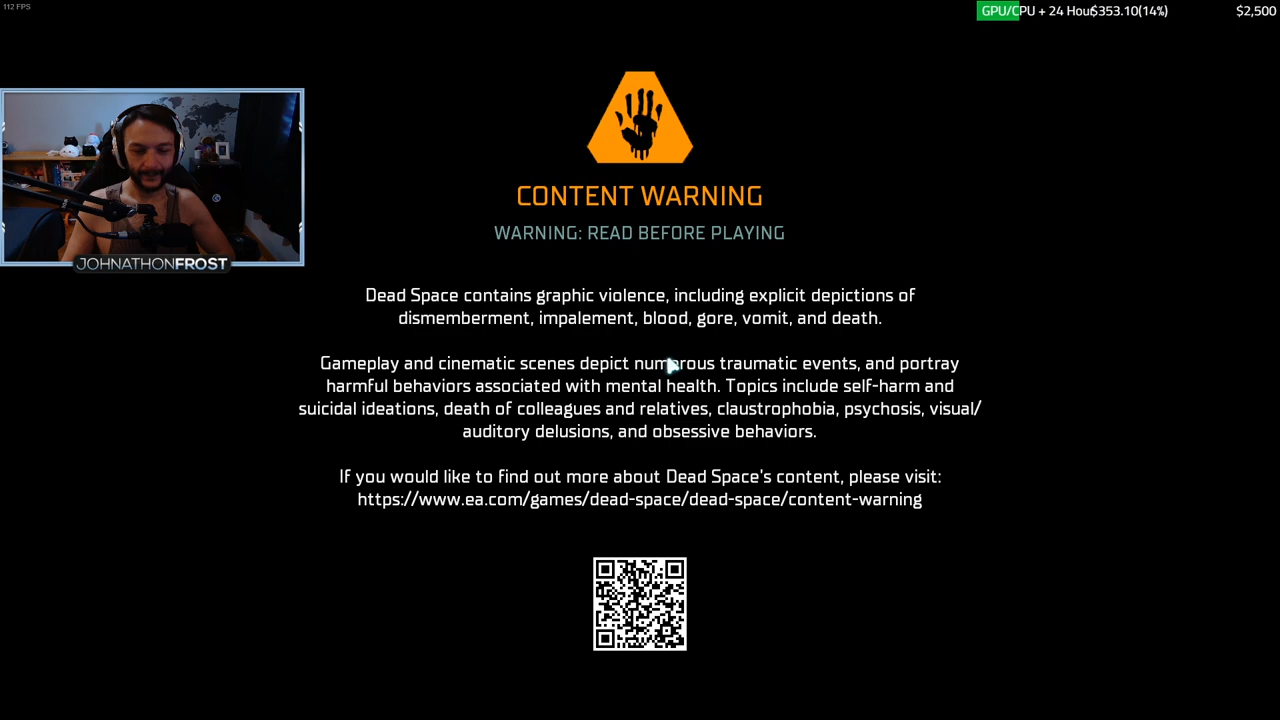 112 FPS
GPU/CPU + 24 Hour $353.10(14%) $2,500
JOHNATHONFROST
CONTENT WARNING
WARNING: READ BEFORE PLAYING
Dead Space contains graphic violence, including explicit depictions of
dismemberment, impalement, blood, gore, vomit, and death.
Gameplay and cinematic scenes depict numerous traumatic events, and portray
harmful behaviors associated with mental health. Topics include self-harm and
suicidal ideations, death of colleagues and relatives, claustrophobia, psychosis, visual/
auditory delusions, and obsessive behaviors.
If you would like to find out more about Dead Space's content, please visit:
https://www.ea.com/games/dead-space/dead-space/content-warning